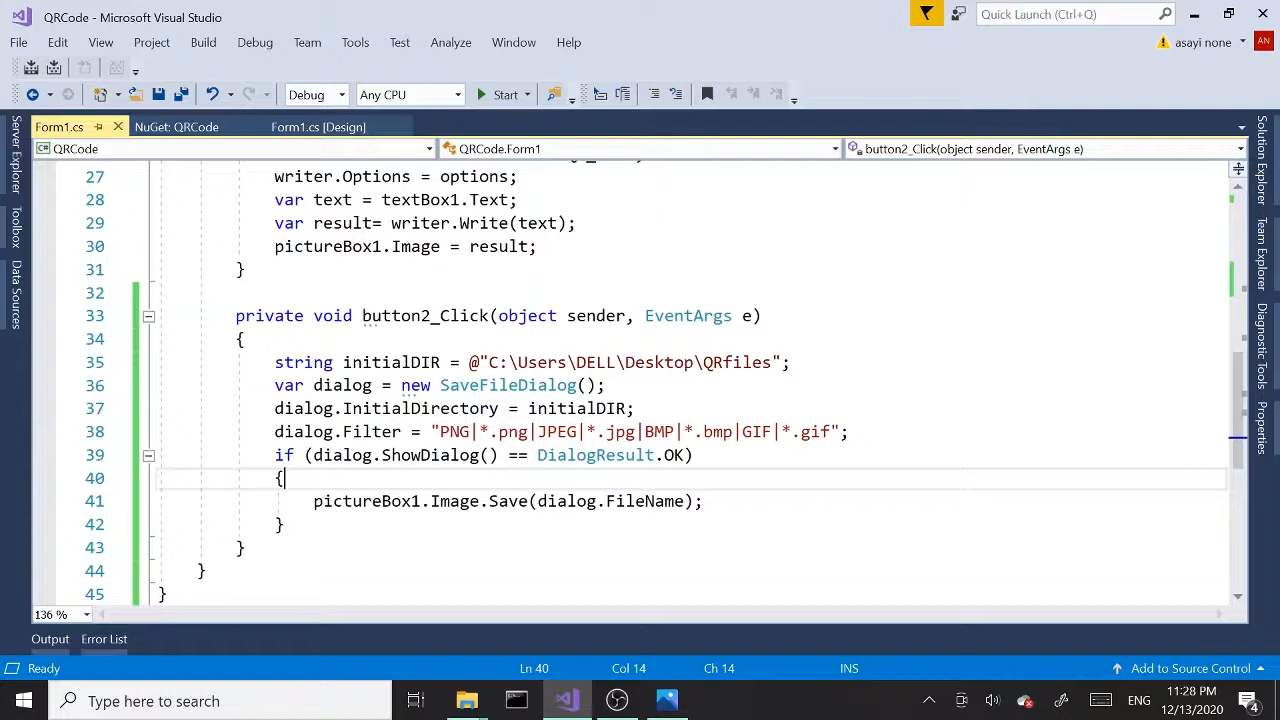 QRCode - Microsoft Visual Studio
Quick Launch (Ctrl+Q)
File Edit View Project Build Debug Team Tools Test Analyze Window Help
asayi none AN
Debug Any CPU Start
Form1.cs NuGet: QRCode Form1.cs [Design]
QRCode QRCode.Form1 button2_Click(object sender, EventArgs e)
27 writer.Options = options;
28 var text = textBox1.Text;
29 var result= writer.Write(text);
30 pictureBox1.Image = result;
31 }
32
33 private void button2_Click(object sender, EventArgs e)
34 {
35 string initialDIR = @"C:\Users\DELL\Desktop\QRfiles";
36 var dialog = new SaveFileDialog();
37 dialog.InitialDirectory = initialDIR;
38 dialog.Filter = "PNG|*.png|JPEG|*.jpg|BMP|*.bmp|GIF|*.gif";
39 if (dialog.ShowDialog() == DialogResult.OK)
40 {
41 pictureBox1.Image.Save(dialog.FileName);
42 }
43 }
44 }
45 }
Server Explorer
Toolbox
Data Sources
Solution Explorer
Team Explorer
Diagnostic Tools
Properties
136 %
Output Error List
Ready Ln 40 Col 14 Ch 14 INS Add to Source Control
Type here to search
ENG
11:28 PM
12/13/2020
4